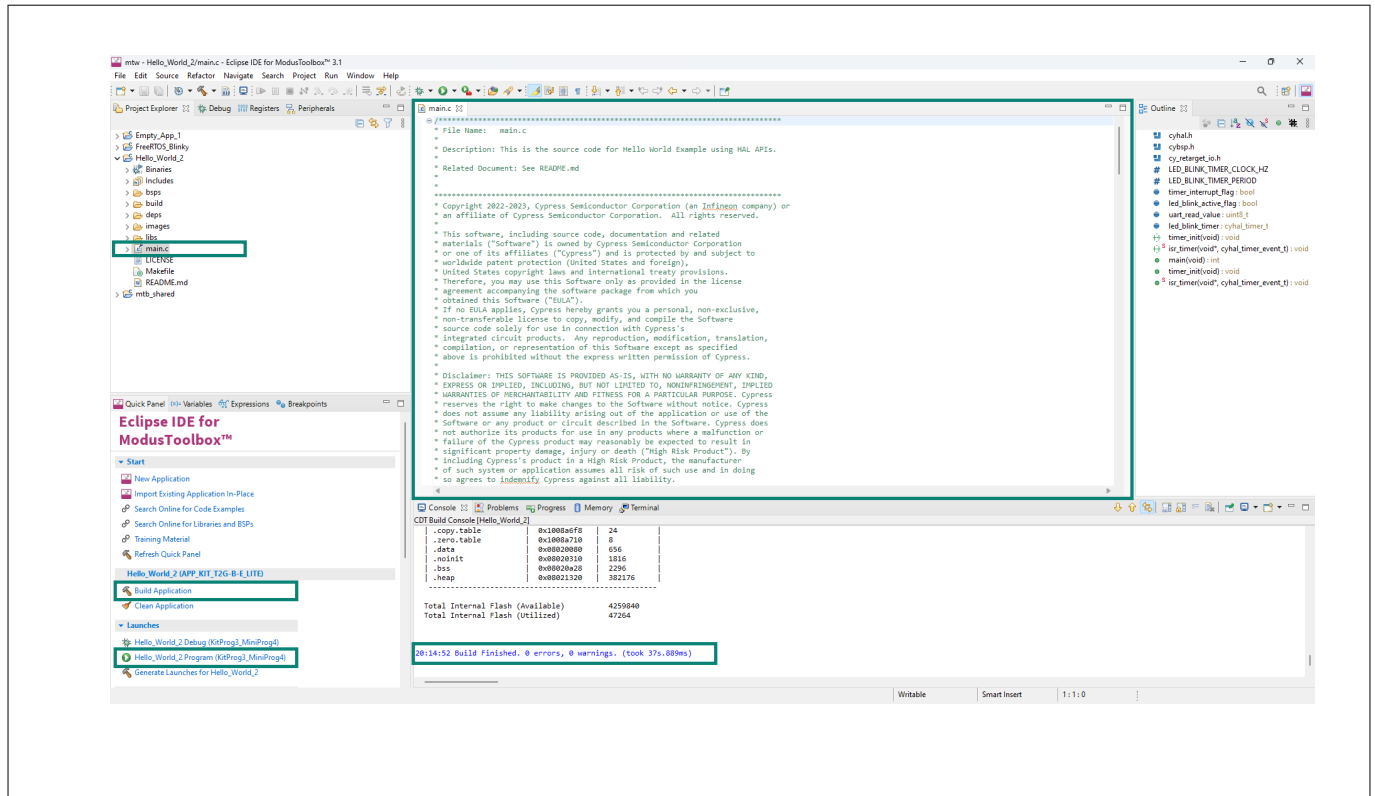 mtw - Hello_World_2/main.c - Eclipse IDE for ModusToolbox™ 3.1
File Edit Source Refactor Navigate Search Project Run Window Help
Project Explorer Debug Registers Peripherals
Empty_App_1
FreeRTOS_Blinky
Hello_World_2
Binaries
Includes
bsps
build
deps
images
libs
main.c
LICENSE
Makefile
README.md
mtb_shared
main.c
/******************************************************************************
* File Name: main.c
*
* Description: This is the source code for Hello World Example using HAL APIs.
*
* Related Document: See README.md
*
*
*******************************************************************************
* Copyright 2022-2023, Cypress Semiconductor Corporation (an Infineon company) or
* an affiliate of Cypress Semiconductor Corporation. All rights reserved.
*
* This software, including source code, documentation and related
* materials ("Software") is owned by Cypress Semiconductor Corporation
* or one of its affiliates ("Cypress") and is protected by and subject to
* worldwide patent protection (United States and foreign),
* United States copyright laws and international treaty provisions.
* Therefore, you may use this Software only as provided in the license
* agreement accompanying the software package from which you
* obtained this Software ("EULA").
* If no EULA applies, Cypress hereby grants you a personal, non-exclusive,
* non-transferable license to copy, modify, and compile the Software
* source code solely for use in connection with Cypress's
* integrated circuit products. Any reproduction, modification, translation,
* compilation, or representation of this Software except as specified
* above is prohibited without the express written permission of Cypress.
*
* Disclaimer: THIS SOFTWARE IS PROVIDED AS-IS, WITH NO WARRANTY OF ANY KIND,
* EXPRESS OR IMPLIED, INCLUDING, BUT NOT LIMITED TO, NONINFRINGEMENT, IMPLIED
* WARRANTIES OF MERCHANTABILITY AND FITNESS FOR A PARTICULAR PURPOSE. Cypress
* reserves the right to make changes to the Software without notice. Cypress
* does not assume any liability arising out of the application or use of the
* Software or any product or circuit described in the Software. Cypress does
* not authorize its products for use in any products where a malfunction or
* failure of the Cypress product may reasonably be expected to result in
* significant property damage, injury or death ("High Risk Product"). By
* including Cypress's product in a High Risk Product, the manufacturer
* of such system or application assumes all risk of such use and in doing
* so agrees to indemnify Cypress against all liability.
Outline
cyhal.h
cybsp.h
cy_retarget_io.h
LED_BLINK_TIMER_CLOCK_HZ
LED_BLINK_TIMER_PERIOD
timer_interrupt_flag : bool
led_blink_active_flag : bool
uart_read_value : uint8_t
led_blink_timer : cyhal_timer_t
timer_init(void) : void
isr_timer(void*, cyhal_timer_event_t) : void
main(void) : int
timer_init(void) : void
isr_timer(void*, cyhal_timer_event_t) : void
Quick Panel Variables Expressions Breakpoints
Eclipse IDE for
ModusToolbox™
Start
New Application
Import Existing Application In-Place
Search Online for Code Examples
Search Online for Libraries and BSPs
Training Material
Refresh Quick Panel
Hello_World_2 (APP_KIT_T2G-B-E_LITE)
Build Application
Clean Application
Launches
Hello_World_2 Debug (KitProg3_MiniProg4)
Hello_World_2 Program (KitProg3_MiniProg4)
Generate Launches for Hello_World_2
Console Problems Progress Memory Terminal
CDT Build Console [Hello_World_2]
| .copy.table | 0x1008a6f8 | 24 |
| .zero.table | 0x1008a710 | 8 |
| .data | 0x08020080 | 656 |
| .noinit | 0x08020310 | 1816 |
| .bss | 0x08020a28 | 2296 |
| .heap | 0x08021320 | 382176 |
Total Internal Flash (Available) 4259840
Total Internal Flash (Utilized) 47264
20:14:52 Build Finished. 0 errors, 0 warnings. (took 37s.889ms)
Writable Smart Insert 1 : 1 : 0